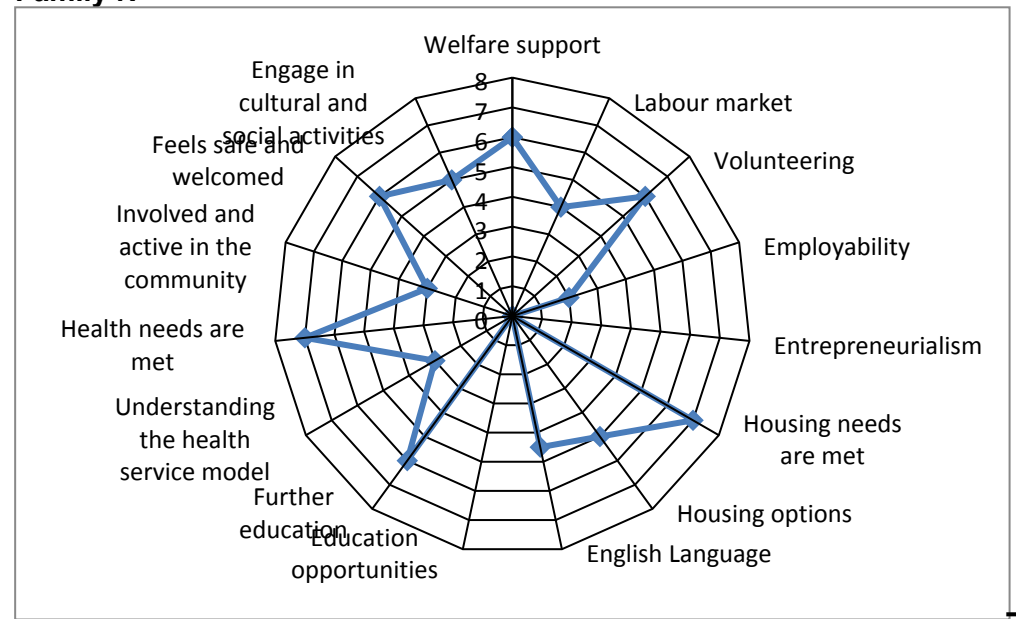 Welfare support
Labour market
Volunteering
Employability
Entrepreneurialism
Housing needs
are met
Housing options
English Language
Education
opportunities
Further
education
Understanding
the health
service model
Health needs are
met
Involved and
active in the
community
Feels safe and
welcomed
Engage in
cultural and
social activities
8
7
6
5
4
3
2
1
0